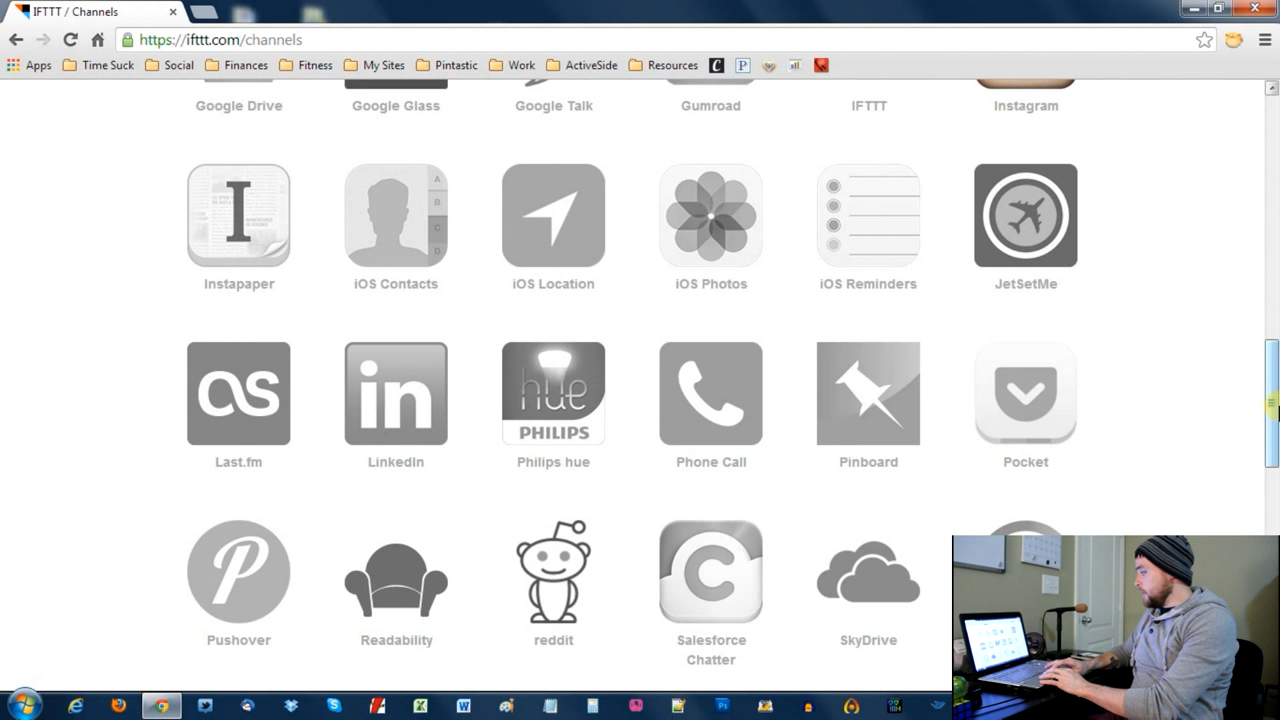 IFTTT / Channels
https://ifttt.com/channels
Apps Time Suck Social Finances Fitness My Sites Pintastic Work ActiveSide Resources
Google Drive Google Glass Google Talk Gumroad IFTTT Instagram
I
A
B
C
D
Instapaper iOS Contacts iOS Location iOS Photos iOS Reminders JetSetMe
as in hue
PHILIPS
Last.fm LinkedIn Philips hue Phone Call Pinboard Pocket
Pushover Readability reddit Salesforce Chatter SkyDrive